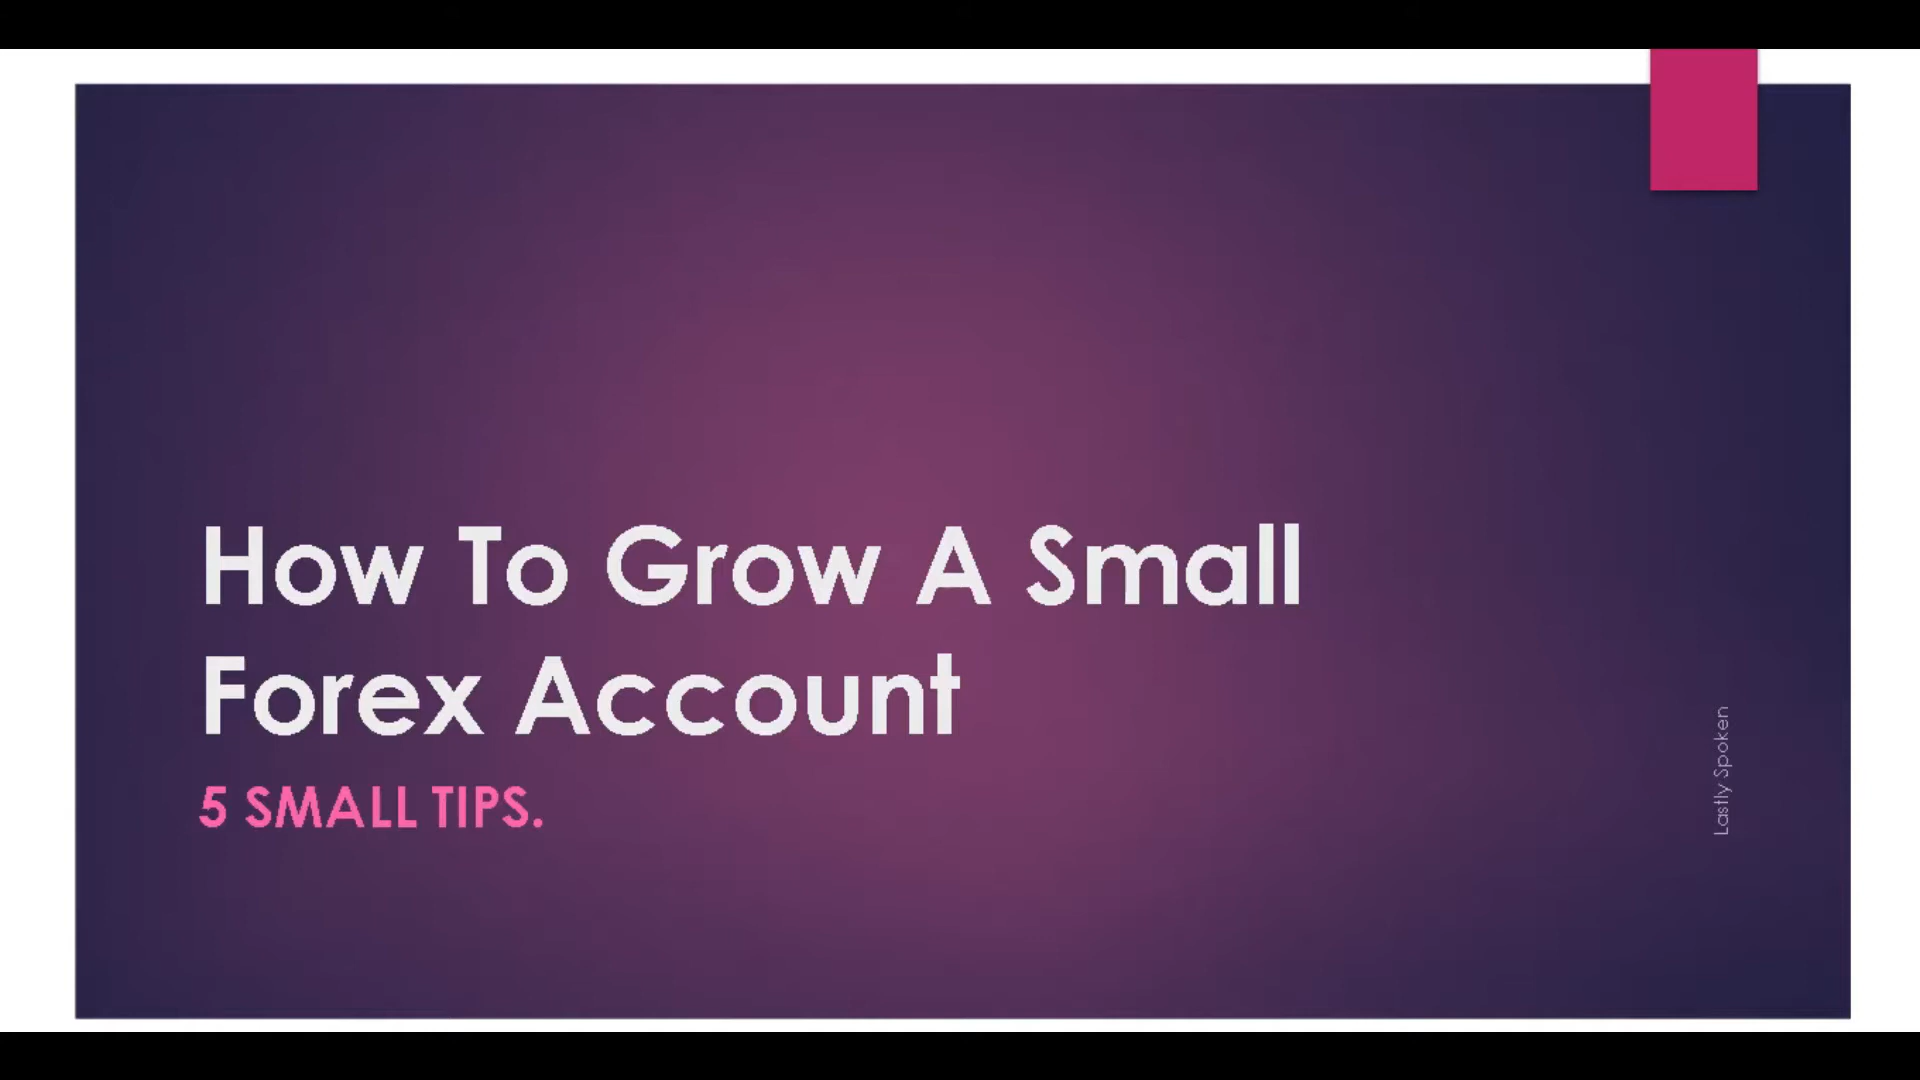 How To Grow A Small
Forex Account
5 SMALL TIPS.
Lastly Spoken